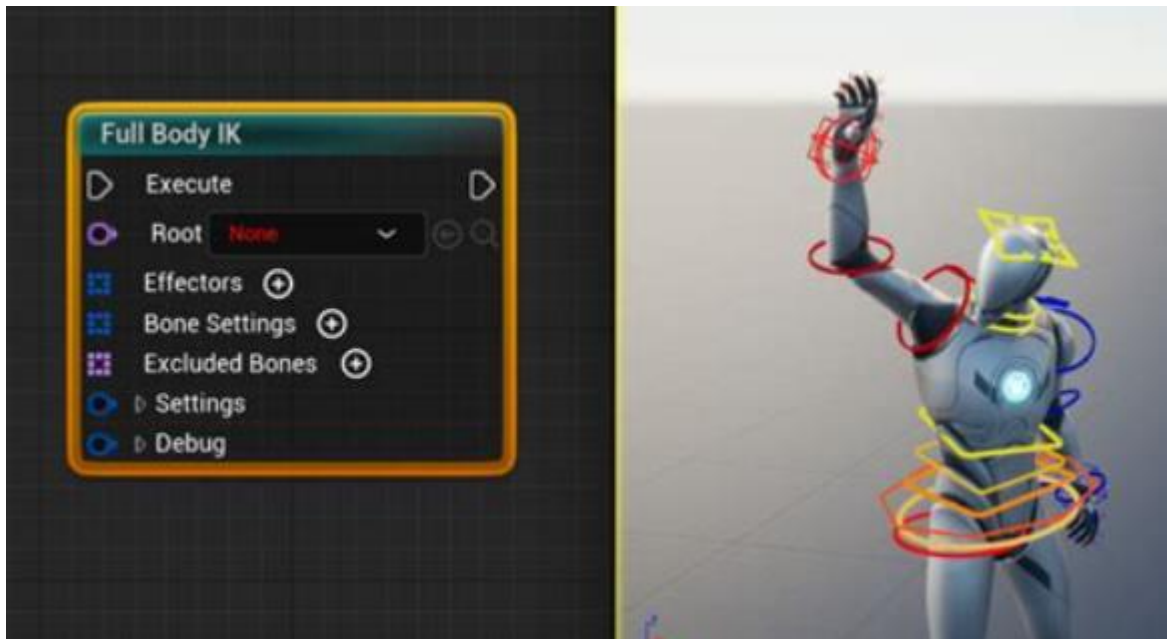 Full Body IK
Execute
Root None
Effectors
Bone Settings
Excluded Bones
Settings
Debug